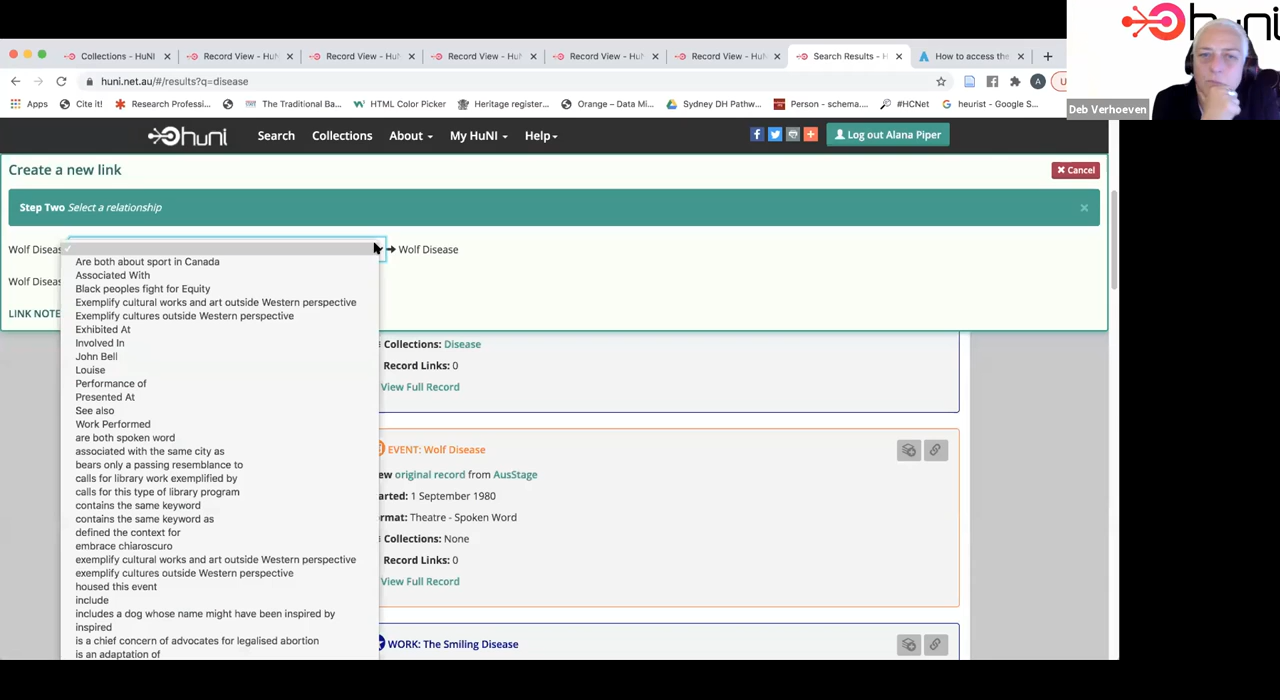 huni
Collections - HuNI
Record View - Hu
Record View - Hu
Record View - Hu
Record View - Hu
Record View - Hu
Search Results - H
How to access the
huni.net.au/#/results?q=disease
A
U
Deb Verhoeven
Apps
Cite it!
Research Professi...
The Traditional Ba...
HTML Color Picker
Heritage register...
Orange – Data Mi...
Sydney DH Pathw...
Person - schema....
#HCNet
heurist - Google S...
huni
Search
Collections
About
My HuNI
Help
Log out Alana Piper
Create a new link
Cancel
Step Two Select a relationship
Wolf Diseas
Wolf Disease
Wolf Diseas
LINK NOTE
Are both about sport in Canada
Associated With
Black peoples fight for Equity
Exemplify cultural works and art outside Western perspective
Exemplify cultures outside Western perspective
Exhibited At
Involved In
John Bell
Louise
Performance of
Presented At
See also
Work Performed
are both spoken word
associated with the same city as
bears only a passing resemblance to
calls for library work exemplified by
calls for this type of library program
contains the same keyword
contains the same keyword as
defined the context for
embrace chiaroscuro
exemplify cultural works and art outside Western perspective
exemplify cultures outside Western perspective
housed this event
include
includes a dog whose name might have been inspired by
inspired
is a chief concern of advocates for legalised abortion
is an adaptation of
Collections: Disease
Record Links: 0
View Full Record
EVENT: Wolf Disease
ew original record from AusStage
arted: 1 September 1980
rmat: Theatre - Spoken Word
Collections: None
Record Links: 0
View Full Record
WORK: The Smiling Disease